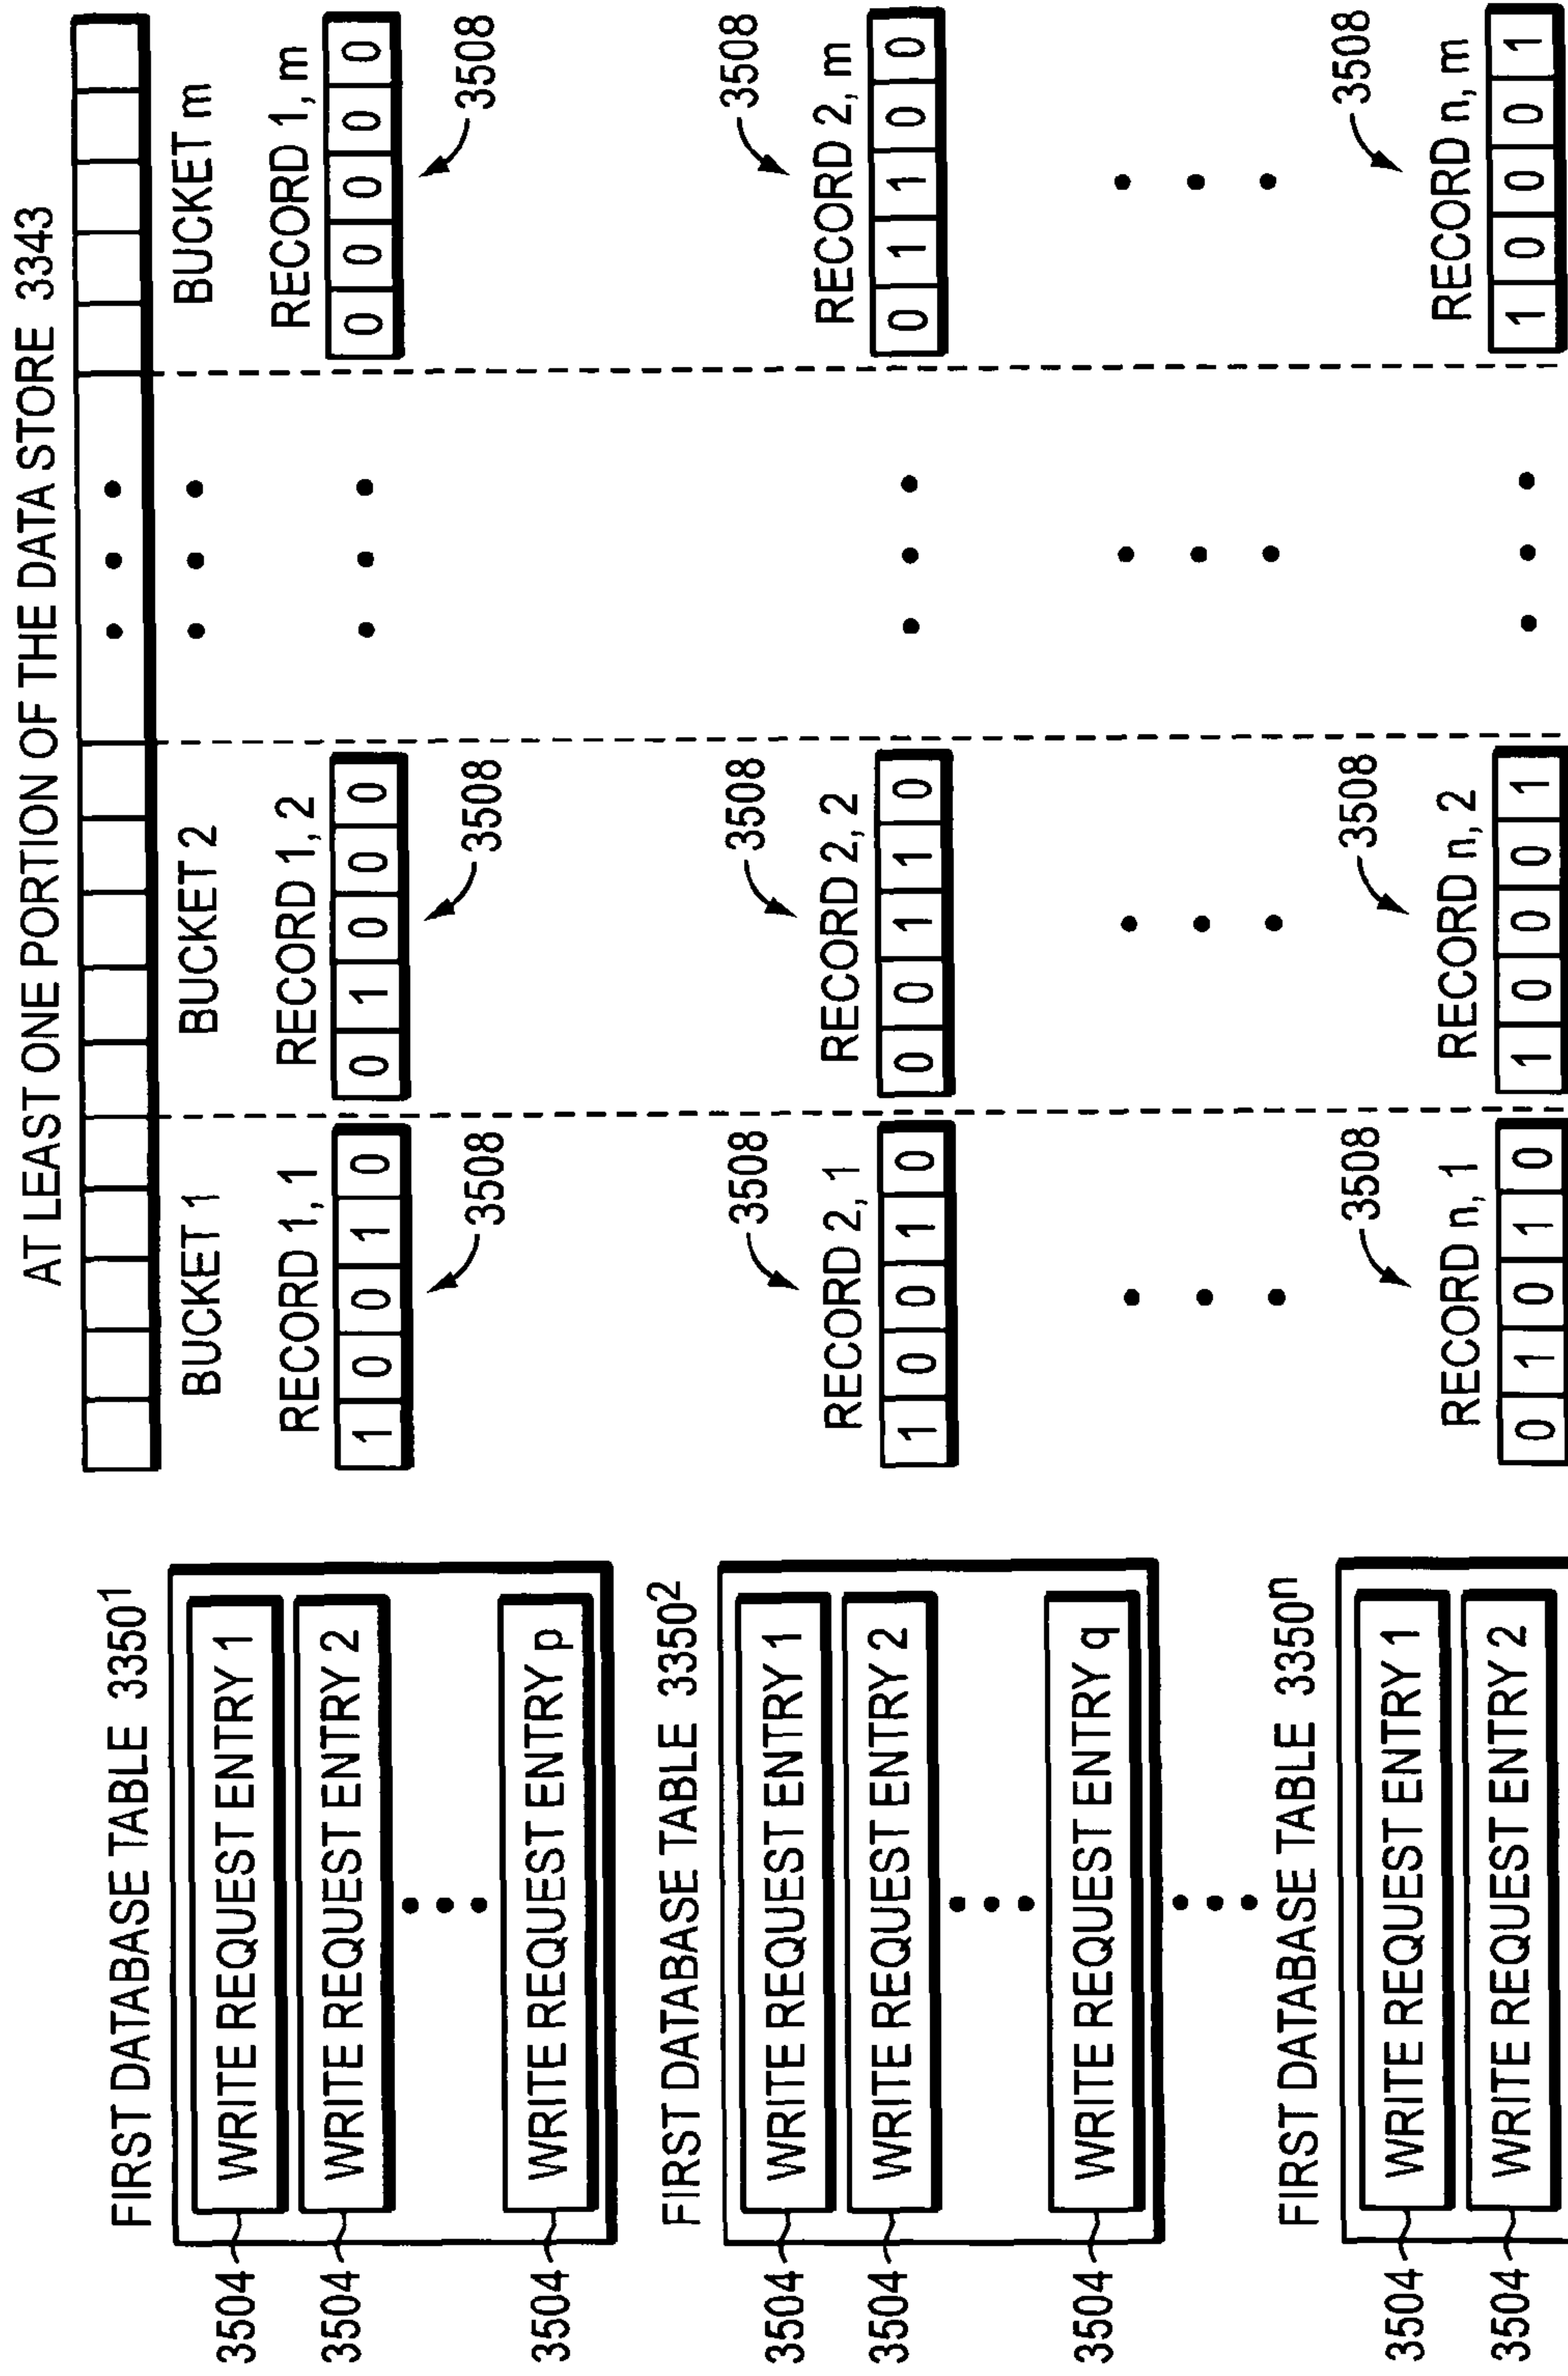 AT LEAST ONE PORTION OF THE DATA STORE 3343
BUCKET 1 BUCKET 2 BUCKET m
FIRST DATABASE TABLE 3350¹
3504 WRITE REQUEST ENTRY 1
3504 WRITE REQUEST ENTRY 2
3504 WRITE REQUEST ENTRY p
RECORD 1, 1 RECORD 1, 2 RECORD 1, m
1 0 0 1 0 0 1 0 0 0 0 0 0 0 0
3508 3508 3508
FIRST DATABASE TABLE 3350²
3504 WRITE REQUEST ENTRY 1
3504 WRITE REQUEST ENTRY 2
3504 WRITE REQUEST ENTRY q
3508 3508 3508
RECORD 2, 1 RECORD 2, 2 RECORD 2, m
1 0 0 1 0 0 0 1 1 0 0 1 1 0 0
FIRST DATABASE TABLE 3350ⁿ
3504 WRITE REQUEST ENTRY 1
3504 WRITE REQUEST ENTRY 2
3508 3508 3508
RECORD n, 1 RECORD n, 2 RECORD n, m
0 1 0 1 0 1 0 0 0 1 1 0 0 0 1